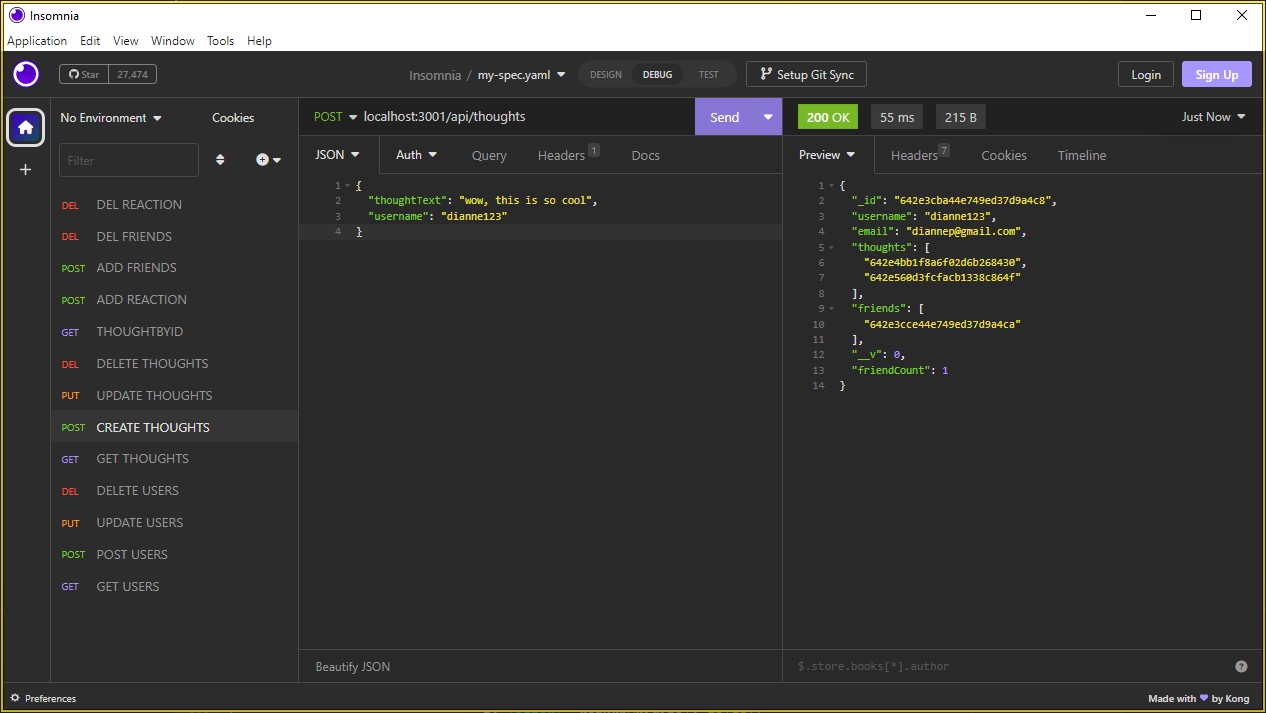 Insomnia
Application Edit View Window Tools Help
Star 27,474 Insomnia / my-spec.yaml DESIGN DEBUG TEST Setup Git Sync Login Sign Up
No Environment Cookies
Filter
DEL DEL REACTION
DEL DEL FRIENDS
POST ADD FRIENDS
POST ADD REACTION
GET THOUGHTBYID
DEL DELETE THOUGHTS
PUT UPDATE THOUGHTS
POST CREATE THOUGHTS
GET GET THOUGHTS
DEL DELETE USERS
PUT UPDATE USERS
POST POST USERS
GET GET USERS
POST localhost:3001/api/thoughts Send
JSON Auth Query Headers 1 Docs
1 {
2 "thoughtText": "wow, this is so cool",
3 "username": "dianne123"
4 }
Beautify JSON
200 OK 55 ms 215 B Just Now
Preview Headers 7 Cookies Timeline
1 {
2 "_id": "642e3cba44e749ed37d9a4c8",
3 "username": "dianne123",
4 "email": "diannep@gmail.com",
5 "thoughts": [
6 "642e4bb1f8a6f02d6b268430",
7 "642e560d3fcfacb1338c864f"
8 ],
9 "friends": [
10 "642e3cce44e749ed37d9a4ca"
11 ],
12 "__v": 0,
13 "friendCount": 1
14 }
$.store.books[*].author ?
Preferences
Made with ♥ by Kong